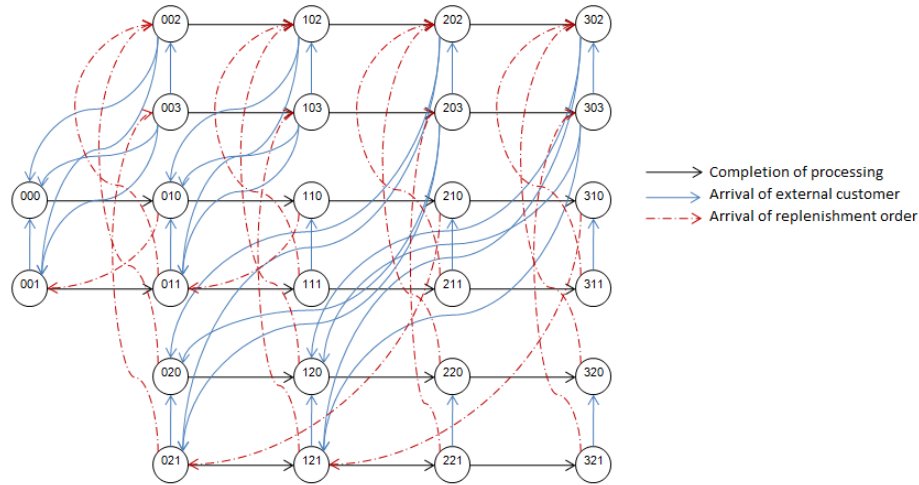 002 102 202 302
003 103 203 303
Completion of processing
000 010 110 210 310
Arrival of external customer
Arrival of replenishment order
001 011 111 211 311
020 120 220 320
021 121 221 321